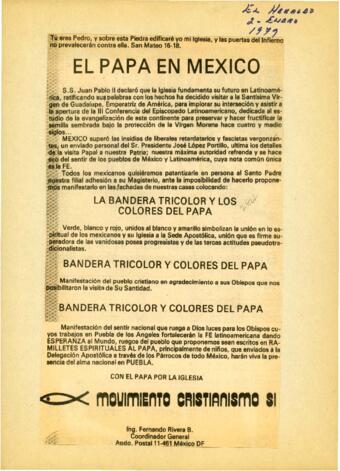 EL HERALDO
2- ENERO
1979
Tu eres Pedro, y sobre esta Piedra edificaré yo mi Iglesia, y las puertas del Infierno
no prevalecerán contra elle. San Mateo 16-18.
EL PAPA EN MEXICO
S.S. Juan Pablo II declaró que la Iglesia fundamenta su futuro en Latinoamé-
rica, ratificando sus palabras con los hechos ha decidido visitar a la Santísima Vir-
gen de Guadalupe, Emperatriz de América, para implorar su interseción y asistir a
la apertura de la III Conferencia del Episcopado Latinoamericano, dedicada al es-
tudio de la evangelización de este continente para preservar y hacer fructificar la
semilla sembrada bajo la protección de la Virgen Morena hace cuatro y medio
siglos...
MEXICO superó las insidias de liberales retardatarios y fascistas vergonzan-
tes, un enviado personal del Sr. Presidente José López Portillo, ultima los detalles
de la visita Papal a nuestra Patria; nuestra máxima autoridad refrenda y se hace
eco del sentir de los pueblos de México y Latinoamérica, cuya nota común única
es la FE.
Todos los mexicanos quisiéramos patentizarle en persona al Santo Padre
nuestra filial adhesión a su Magisterio, ante la imposibilidad de hacerlo propone-
mos manifestarlo en las fachadas de nuestras casas colocando:
LA BANDERA TRICOLOR Y LOS
COLORES DEL PAPA
Verde, blanco y rojo, unidos al blanco y amarillo simbolizan la unión en lo es-
piritual de los mexicanos y su Iglesia a la Sede Apostólica, unión que es firme su-
peradora de las vanidosas poses progresistas y de las tercas actitudes pseudotra-
dicionalistas.
BANDERA TRICOLOR Y COLORES DEL PAPA
Manifestación del pueblo cristiano en agradecimiento a sus Obispos que nos
posibilitaron la visita de Su Santidad.
BANDERA TRICOLOR Y COLORES DEL PAPA
Manifestación del sentir nacional que ruega a Dios luces para los Obispos cu-
yos trabajos en Puebla de los Angeles fortalecerán la FE latinoamericana dando
ESPERANZA al Mundo, ruegos del pueblo que proponemos sean escritos en RA-
MILLETES ESPIRITUALES AL PAPA, principalmente de niños, que enviados a la
Delegación Apostólica a través de los Párrocos de todo México, harán viva la pre-
sencia del alma nacional en PUEBLA.
CON EL PAPA POR LA IGLESIA
MOVIMIENTO CRISTIANISMO SI
Ing. Fernando Rivera B.
Coordinador General
Apdo. Postal 11-461 México DF